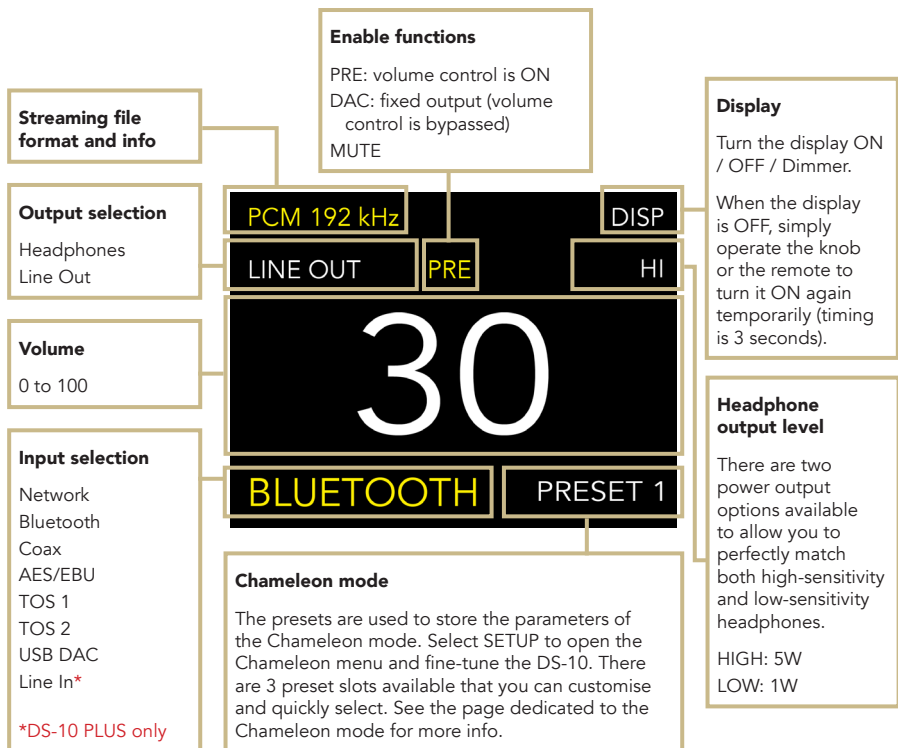 Enable functions
PRE: volume control is ON
DAC: fixed output (volume
control is bypassed)
MUTE
Streaming file
format and info
Output selection
Headphones
Line Out
Volume
0 to 100
Input selection
Network
Bluetooth
Coax
AES/EBU
TOS 1
TOS 2
USB DAC
Line In*
*DS-10 PLUS only
PCM 192 kHz
DISP
LINE OUT
PRE
HI
30
BLUETOOTH
PRESET 1
Display
Turn the display ON
/ OFF / Dimmer.
When the display
is OFF, simply
operate the knob
or the remote to
turn it ON again
temporarily (timing
is 3 seconds).
Headphone
output level
There are two
power output
options available
to allow you to
perfectly match
both high-sensitivity
and low-sensitivity
headphones.
HIGH: 5W
LOW: 1W
Chameleon mode
The presets are used to store the parameters of
the Chameleon mode. Select SETUP to open the
Chameleon menu and fine-tune the DS-10. There
are 3 preset slots available that you can customise
and quickly select. See the page dedicated to the
Chameleon mode for more info.